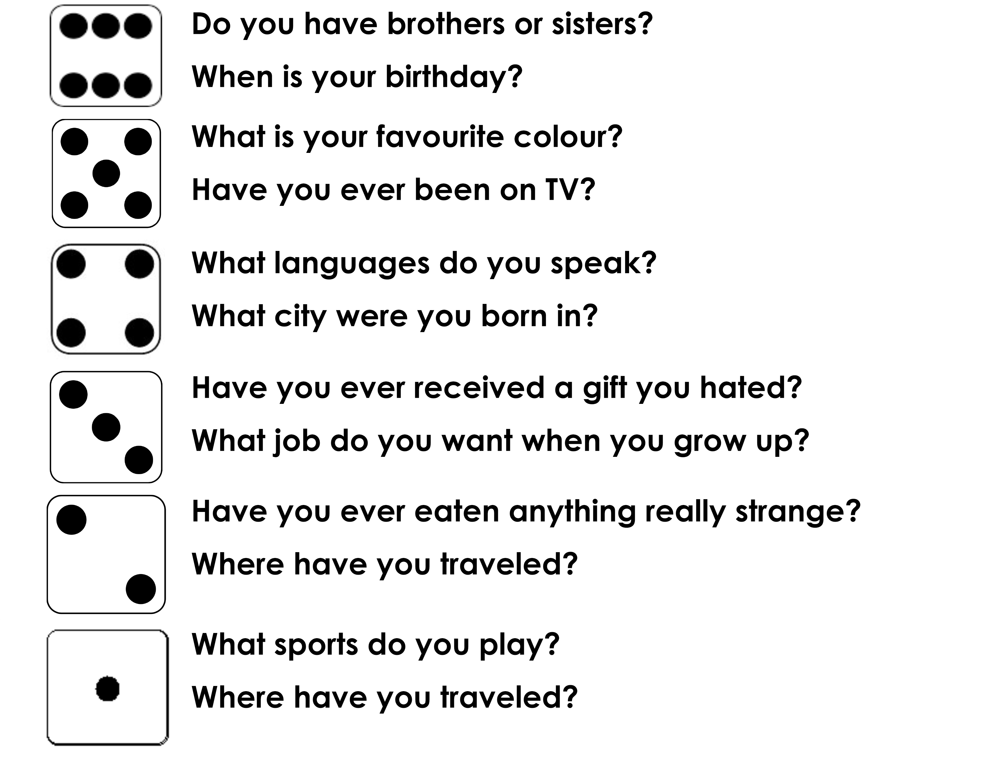 Do you have brothers or sisters?
When is your birthday?
What is your favourite colour?
Have you ever been on TV?
What languages do you speak?
What city were you born in?
Have you ever received a gift you hated?
What job do you want when you grow up?
Have you ever eaten anything really strange?
Where have you traveled?
What sports do you play?
Where have you traveled?